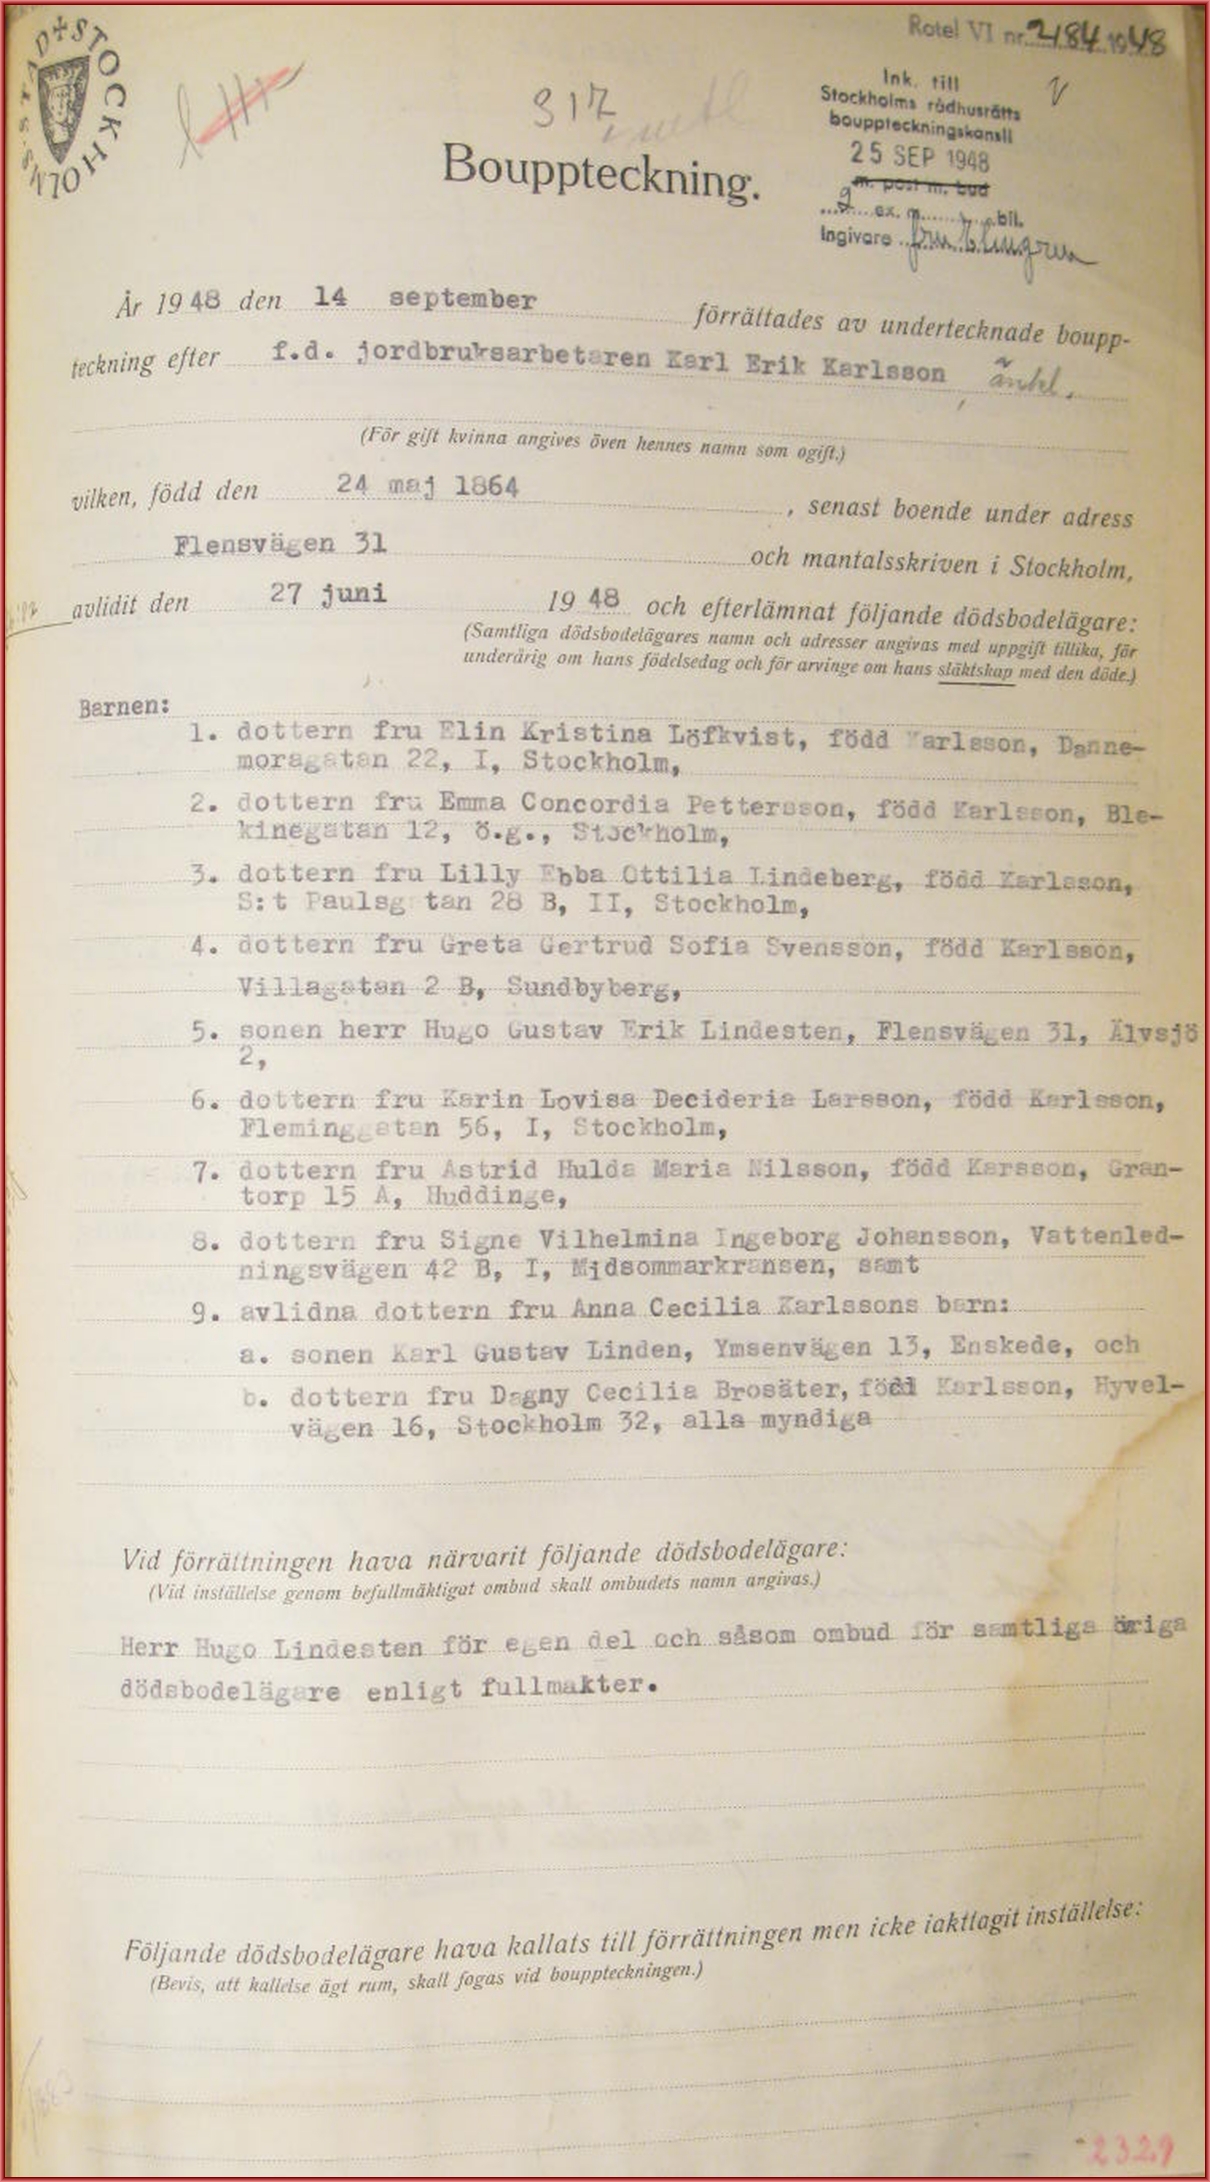 STOCKHOLMS STAD
Rotel VI nr 2184 1948
Ink. till
Stockholms rådhusrätts
bouppteckningskansli
25 SEP 1948
m. post m. bud
2 ex. m. bil.
Ingivare fru
317
Bouppteckning.
År 1948 den 14 september förrättades av undertecknade boupp-
teckning efter f.d. jordbruksarbetaren Karl Erik Karlsson, änkl.
(För gift kvinna angives även hennes namn som ogift.)
vilken, född den 24 maj 1864, senast boende under adress
Flensvägen 31 och mantalsskriven i Stockholm,
avlidit den 27 juni 1948 och efterlämnat följande dödsbodelägare:
(Samtliga dödsbodelägares namn och adresser angivas med uppgift tillika, för
underårig om hans födelsedag och för arvinge om hans släktskap med den döde.)
Barnen:
1. dottern fru Elin Kristina Löfkvist, född Karlsson, Danne-
moragatan 22, I, Stockholm,
2. dottern fru Emma Concordia Pettersson, född Karlsson, Ble-
kinegatan 12, ö.g., Stockholm,
3. dottern fru Lilly Ebba Ottilia Lindeberg, född Karlsson,
S:t Paulsgatan 28 B, II, Stockholm,
4. dottern fru Greta Gertrud Sofia Svensson, född Karlsson,
Villagatan 2 B, Sundbyberg,
5. sonen herr Hugo Gustav Erik Lindesten, Flensvägen 31, Älvsjö
2,
6. dottern fru Karin Lovisa Decideria Larsson, född Karlsson,
Fleminggatan 56, I, Stockholm,
7. dottern fru Astrid Hulda Maria Nilsson, född Karsson, Gran-
torp 15 A, Huddinge,
8. dottern fru Signe Vilhelmina Ingeborg Johansson, Vattenled-
ningsvägen 42 B, I, Midsommarkransen, samt
9. avlidna dottern fru Anna Cecilia Karlssons barn:
a. sonen Karl Gustav Linden, Ymsenvägen 13, Enskede, och
b. dottern fru Dagny Cecilia Brosäter, född Karlsson, Hyvel-
vägen 16, Stockholm 32, alla myndiga
Vid förrättningen hava närvarit följande dödsbodelägare:
(Vid inställelse genom befullmäktigat ombud skall ombudets namn angivas.)
Herr Hugo Lindesten för egen del och såsom ombud för samtliga öriga
dödsbodelägare enligt fullmakter.
Följande dödsbodelägare hava kallats till förrättningen men icke iakttagit inställelse:
(Bevis, att kallelse ägt rum, skall fogas vid bouppteckningen.)
2329